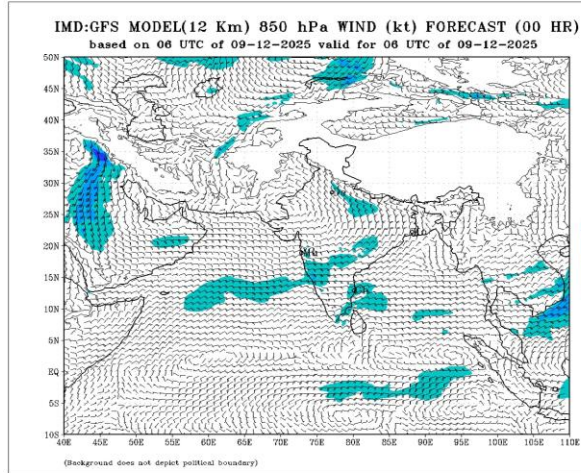 IMD:GFS MODEL(12 Km) 850 hPa WIND (kt) FORECAST (00 HR)
based on 06 UTC of 09-12-2025 valid for 06 UTC of 09-12-2025
50N
45N
40N
35N
30N
25N
20N
15N
10N
5N
EQ
5S
10S
40E 45E 50E 55E 60E 65E 70E 75E 80E 85E 90E 95E 100E 105E 110E
(Background does not depict political boundary)